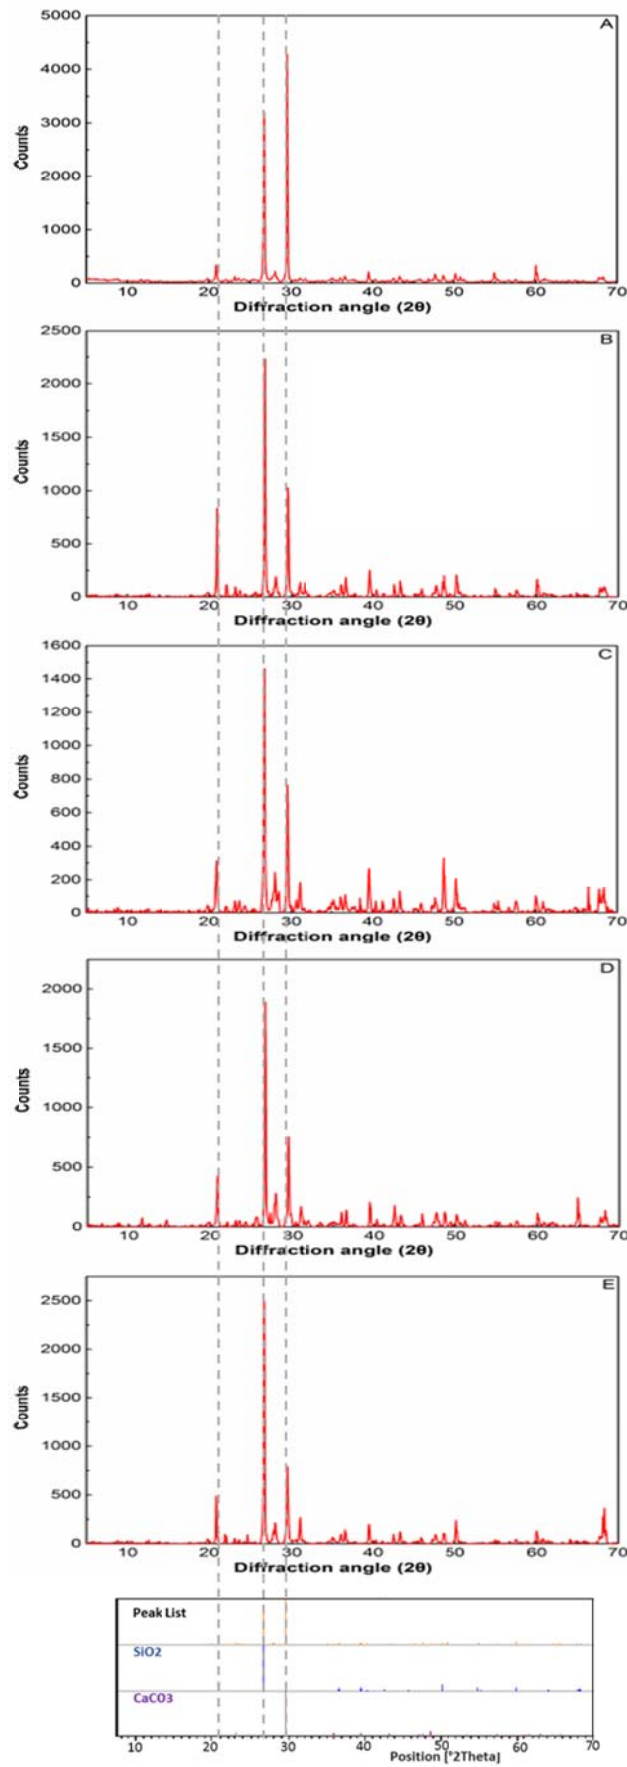 A
5000
4000
3000
2000
1000
0
Counts
10 20 30 40 50 60 70
Diffraction angle (2θ)
B
2500
2000
1500
1000
500
0
Counts
10 20 30 40 50 60 70
Diffraction angle (2θ)
C
1600
1400
1200
1000
800
600
400
200
0
Counts
10 20 30 40 50 60 70
Diffraction angle (2θ)
D
2000
1500
1000
500
0
Counts
10 20 30 40 50 60 70
Diffraction angle (2θ)
E
2500
2000
1500
1000
500
0
Counts
10 20 30 40 50 60 70
Diffraction angle (2θ)
Peak List
SiO2
CaCO3
10 20 30 40 50 60 70
Position [°2Theta]